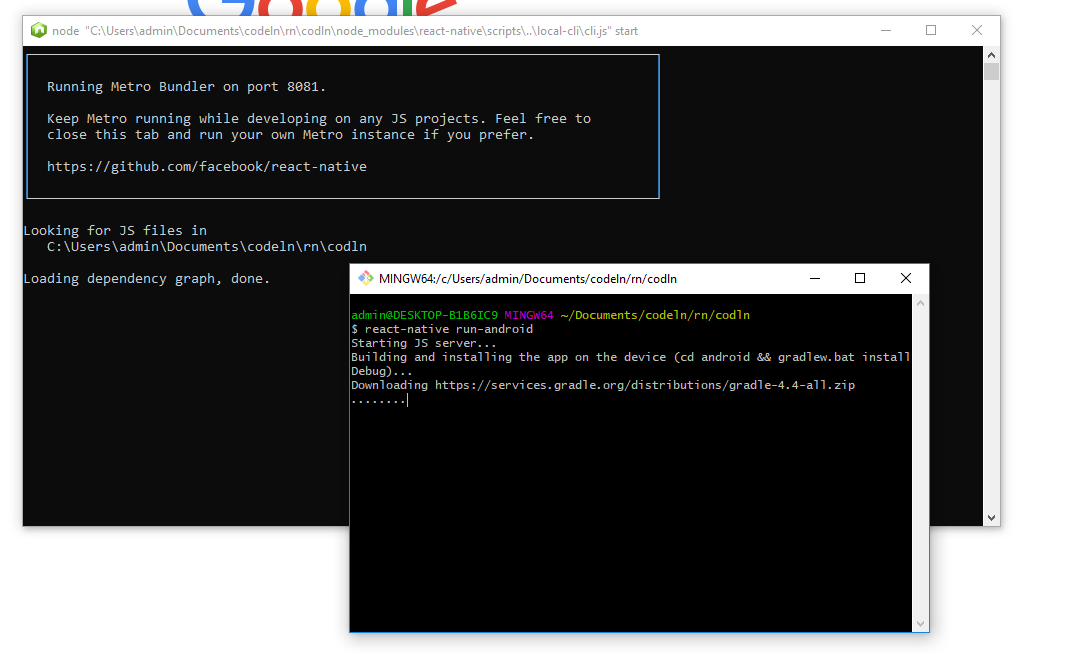 Google
node "C:\Users\admin\Documents\codeln\rn\codln\node_modules\react-native\scripts\..\local-cli\cli.js" start
Running Metro Bundler on port 8081.
Keep Metro running while developing on any JS projects. Feel free to
close this tab and run your own Metro instance if you prefer.
https://github.com/facebook/react-native
Looking for JS files in
C:\Users\admin\Documents\codeln\rn\codln
Loading dependency graph, done.
MINGW64:/c/Users/admin/Documents/codeln/rn/codln
admin@DESKTOP-B1B6IC9 MINGW64 ~/Documents/codeln/rn/codln
$ react-native run-android
Starting JS server...
Building and installing the app on the device (cd android && gradlew.bat install
Debug)...
Downloading https://services.gradle.org/distributions/gradle-4.4-all.zip
........